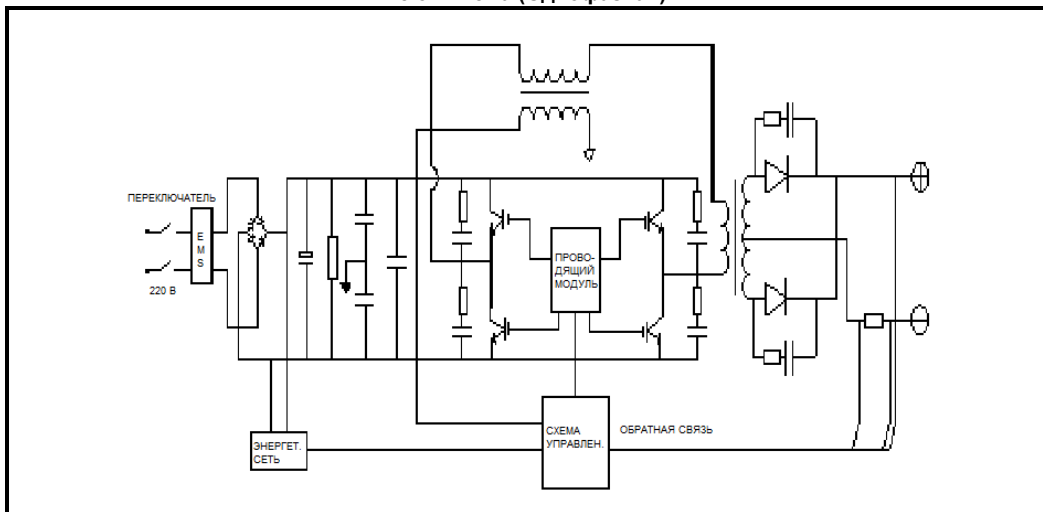 ПЕРЕКЛЮЧАТЕЛЬ
E
M
S
220 В
ПРОВО-
ДЯЩИЙ
МОДУЛЬ
ЭНЕРГЕТ.
СЕТЬ
СХЕМА
УПРАВЛЕН.
ОБРАТНАЯ СВЯЗЬ